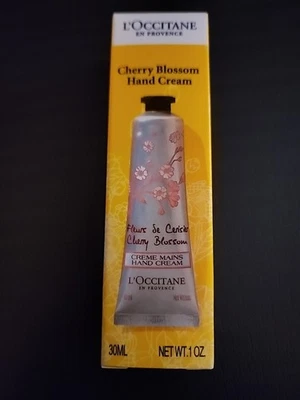 L'OCCITANE
EN PROVENCE
Cherry Blossom
Hand Cream
Fleurs de Cerisier
Cherry Blossom
CRÈME MAINS
HAND CREAM
L'OCCITANE
EN PROVENCE
30ML NET WT.1 OZ.